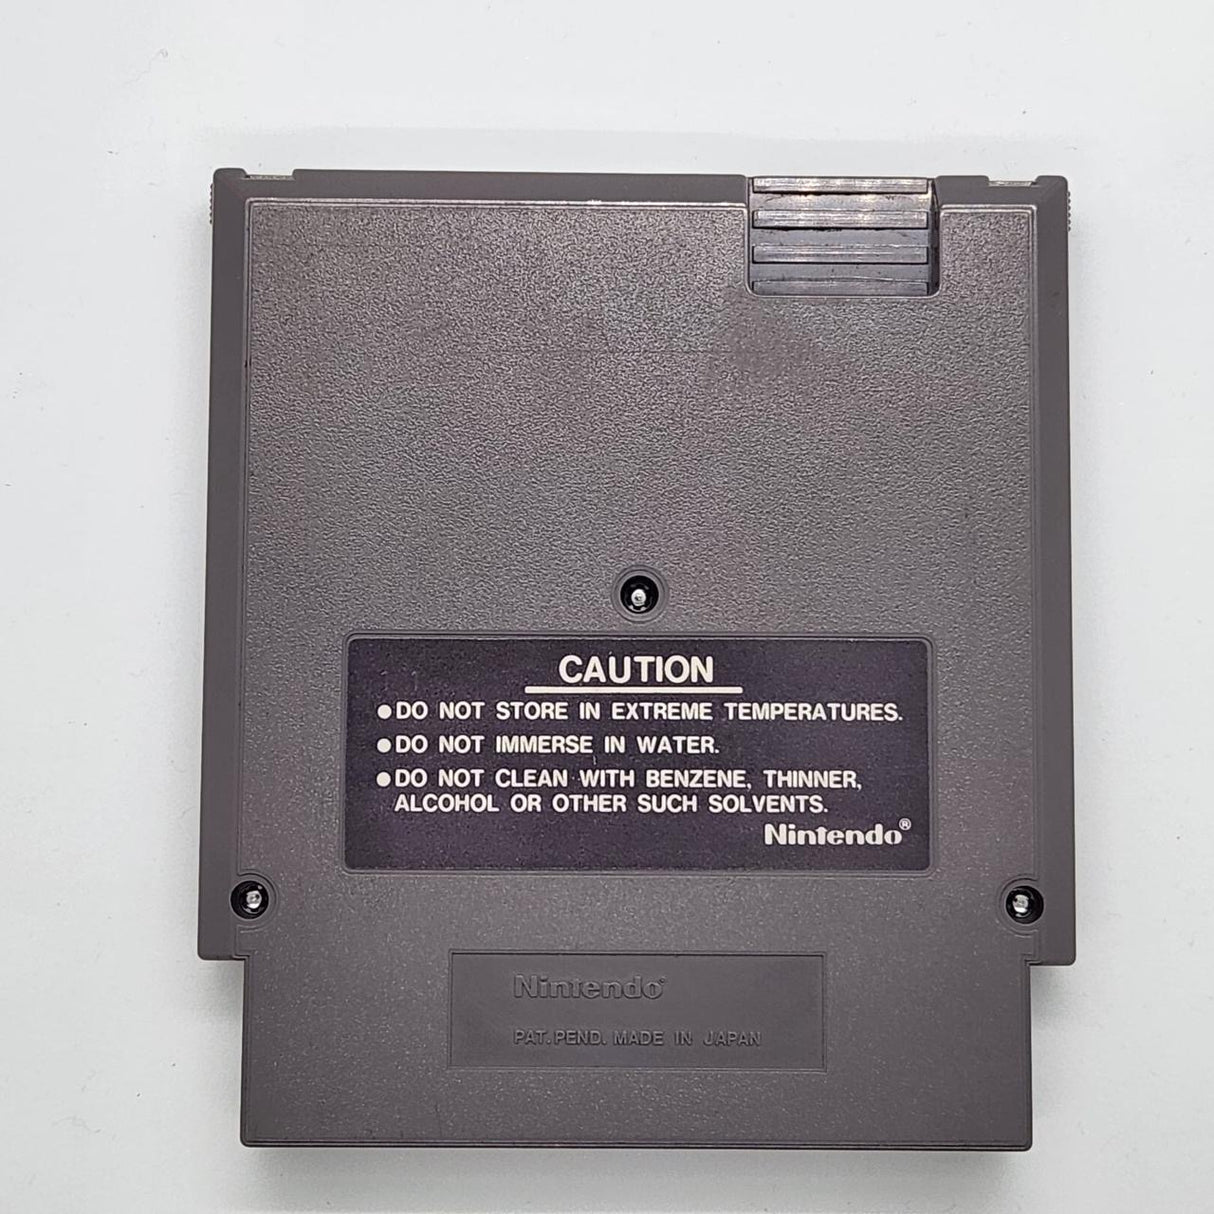 CAUTION
●DO NOT STORE IN EXTREME TEMPERATURES.
●DO NOT IMMERSE IN WATER.
●DO NOT CLEAN WITH BENZENE, THINNER,
ALCOHOL OR OTHER SUCH SOLVENTS.
Nintendo®
Nintendo®
PAT. PEND. MADE IN JAPAN